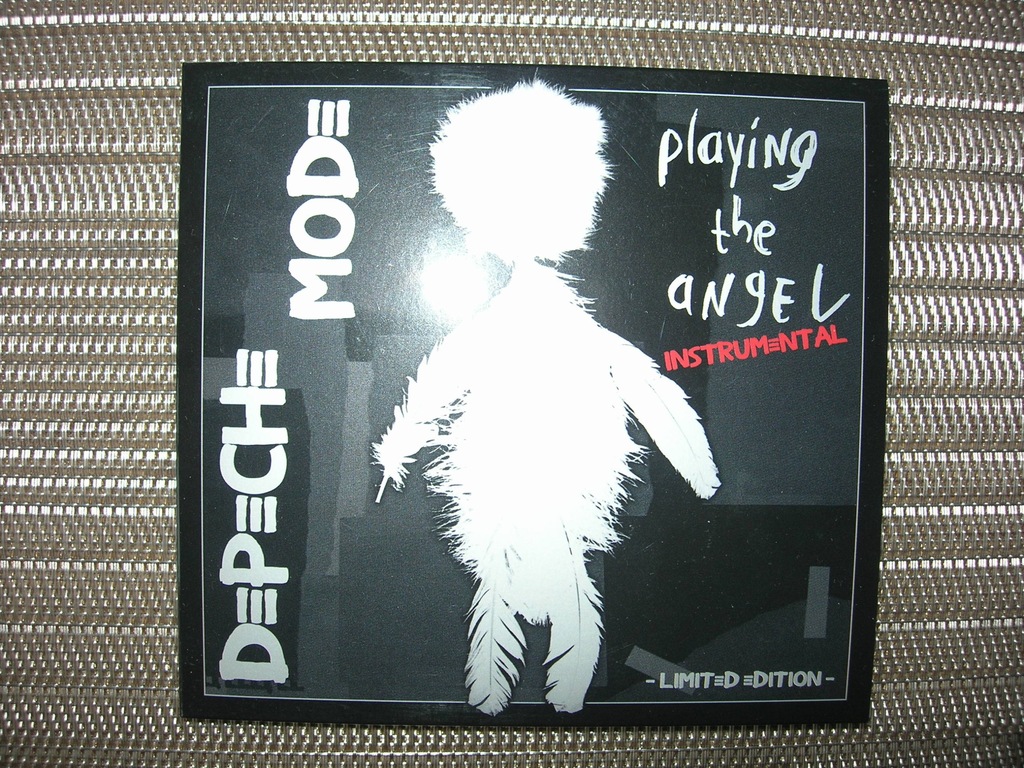 DEPECHE MODE
playing
the
angel
INSTRUMENTAL
- LIMITED EDITION -